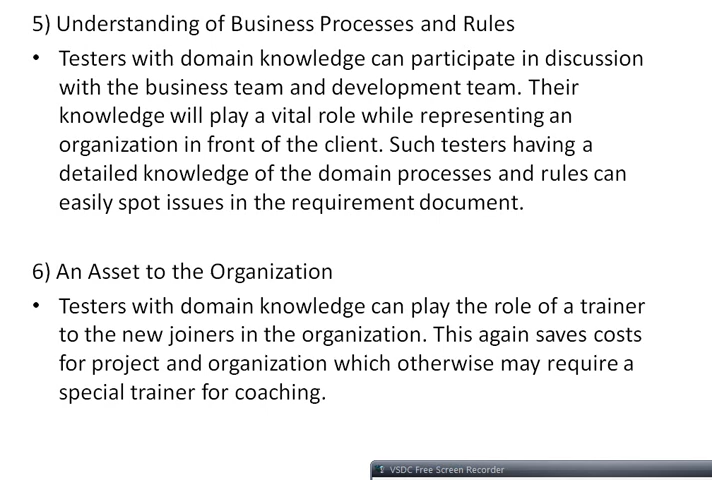 5) Understanding of Business Processes and Rules
• Testers with domain knowledge can participate in discussion
with the business team and development team. Their
knowledge will play a vital role while representing an
organization in front of the client. Such testers having a
detailed knowledge of the domain processes and rules can
easily spot issues in the requirement document.
6) An Asset to the Organization
• Testers with domain knowledge can play the role of a trainer
to the new joiners in the organization. This again saves costs
for project and organization which otherwise may require a
special trainer for coaching.
VSDC Free Screen Recorder